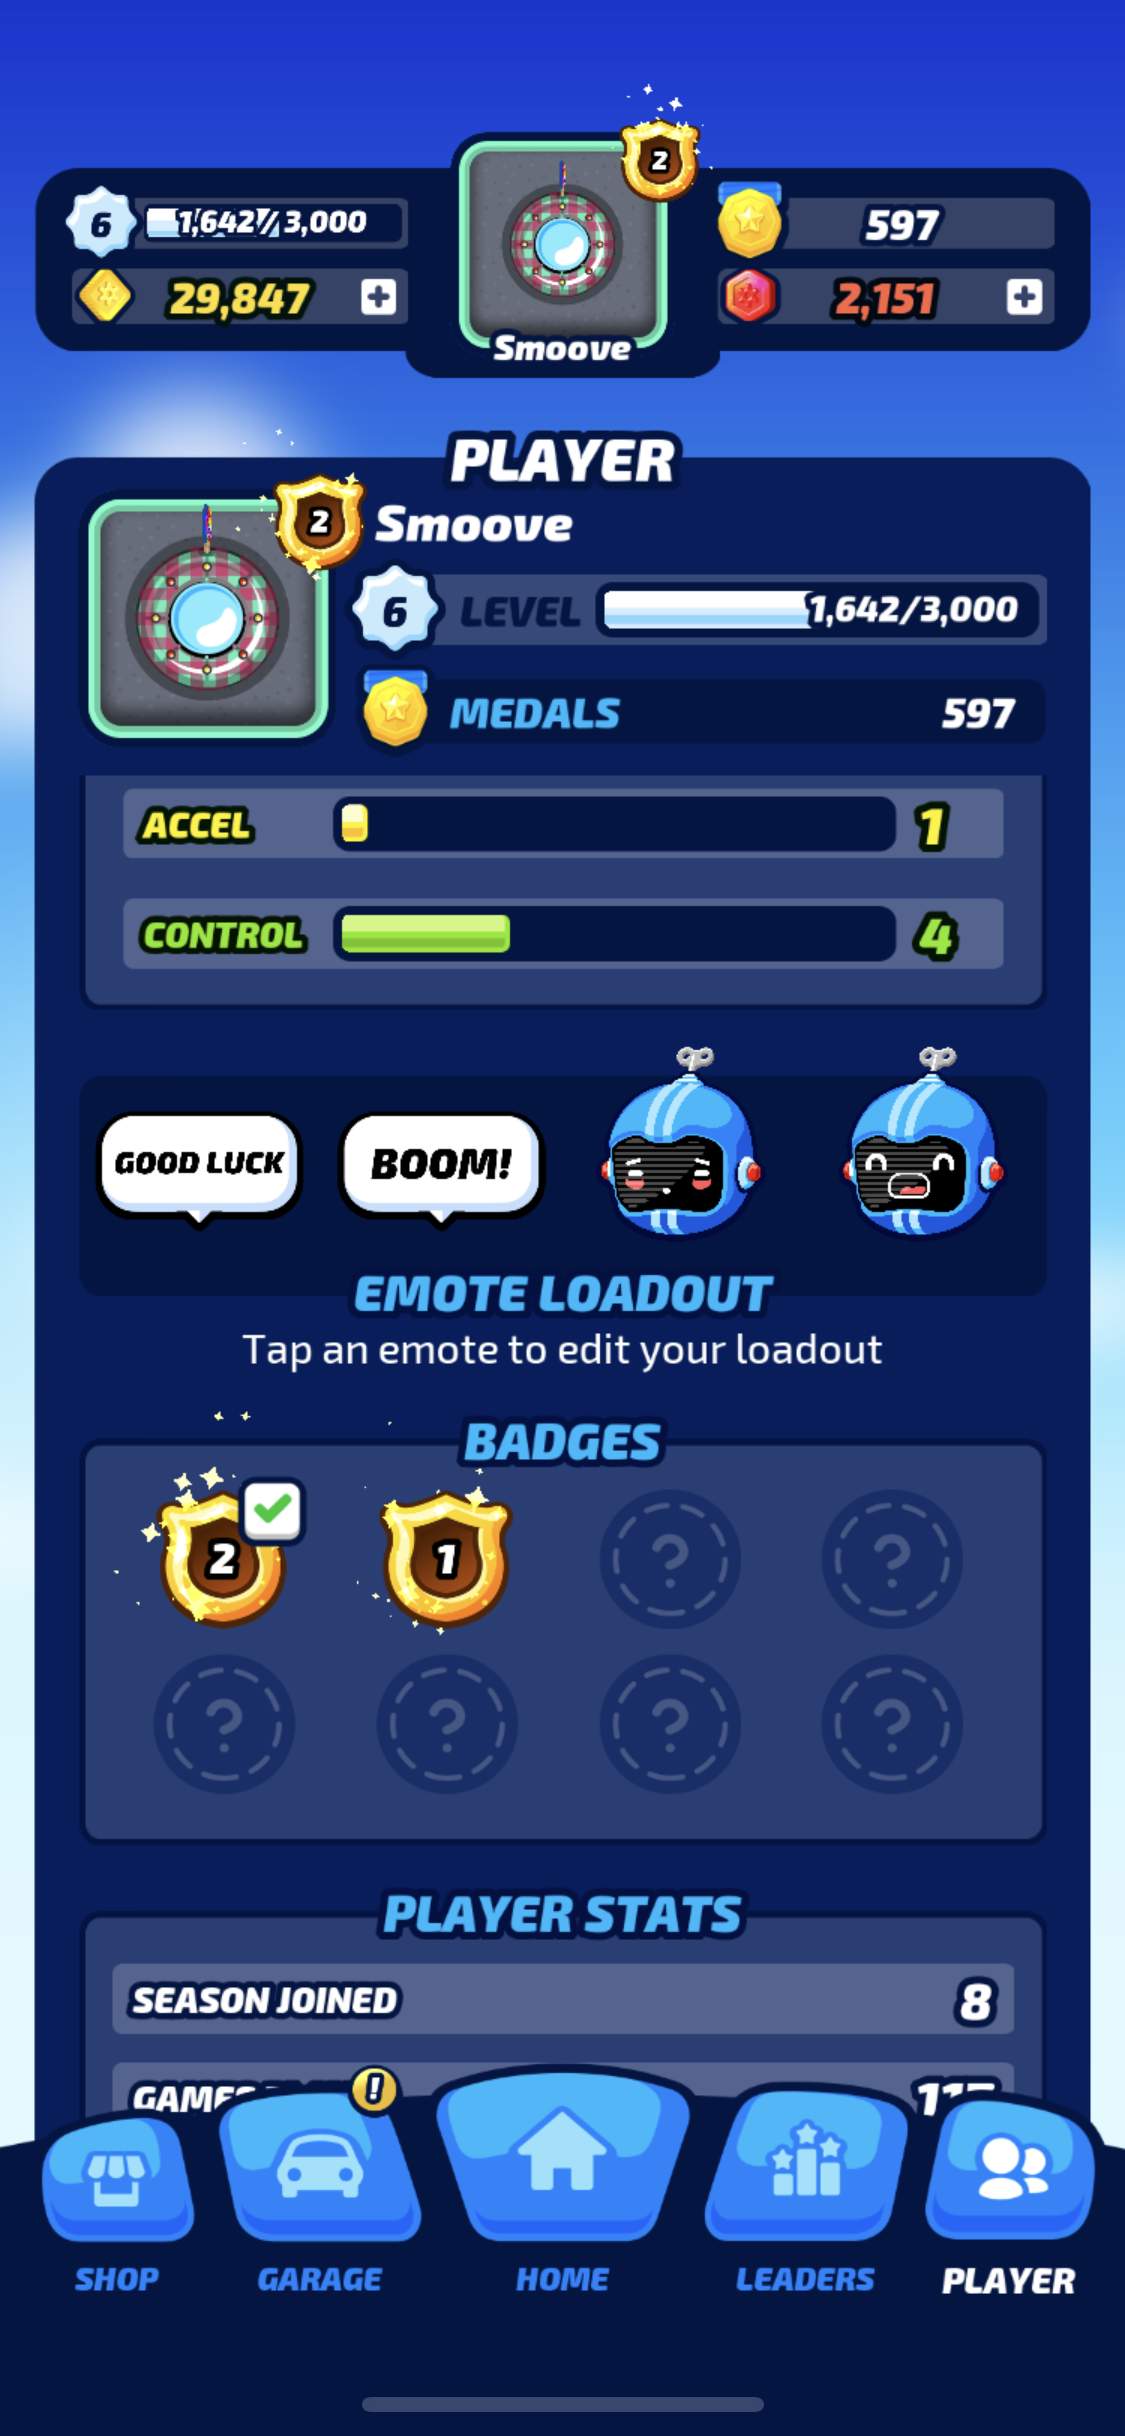 2
6 1,642/3,000
597
29,847
2,151
Smoove
PLAYER
2
Smoove
6 LEVEL 1,642/3,000
MEDALS 597
ACCEL 1
CONTROL 4
GOOD LUCK BOOM!
EMOTE LOADOUT
Tap an emote to edit your loadout
BADGES
2 1 ? ?
? ? ? ?
PLAYER STATS
SEASON JOINED 8
GAMES
!
SHOP GARAGE HOME LEADERS PLAYER